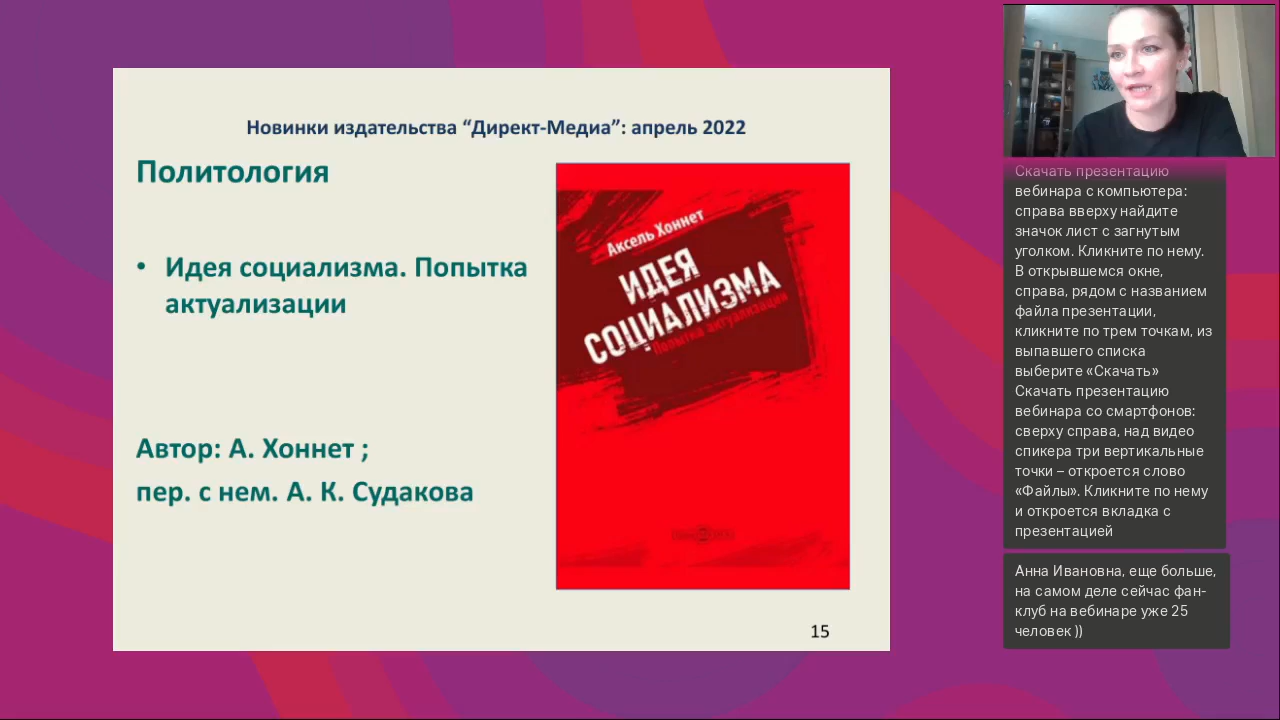 Новинки издательства “Директ-Медиа”: апрель 2022
Политология
• Идея социализма. Попытка
актуализации
Автор: А. Хоннет ;
пер. с нем. А. К. Судакова
Аксель Хоннет
ИДЕЯ
СОЦИАЛИЗМА
Попытка актуализации
15
Скачать презентацию
вебинара с компьютера:
справа вверху найдите
значок лист с загнутым
уголком. Кликните по нему.
В открывшемся окне,
справа, рядом с названием
файла презентации,
кликните по трем точкам, из
выпавшего списка
выберите «Скачать»
Скачать презентацию
вебинара со смартфонов:
сверху справа, над видео
спикера три вертикальные
точки – откроется слово
«Файлы». Кликните по нему
и откроется вкладка с
презентацией
Анна Ивановна, еще больше,
на самом деле сейчас фан-
клуб на вебинаре уже 25
человек ))